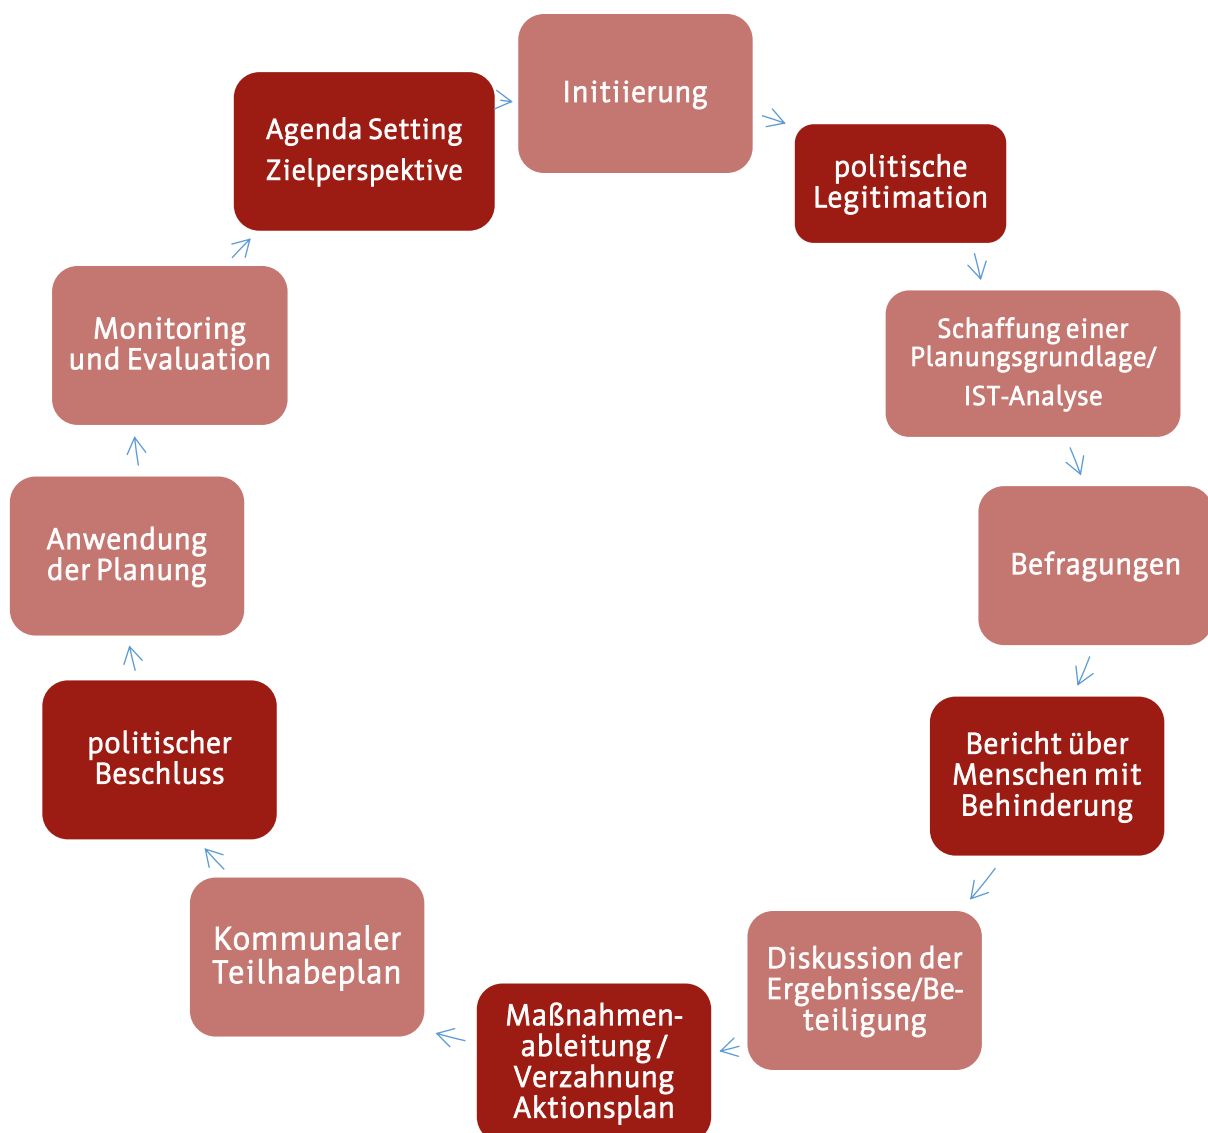 Initiierung
politische
Legitimation
Schaffung einer
Planungsgrundlage/
IST-Analyse
Befragungen
Bericht über
Menschen mit
Behinderung
Diskussion der
Ergebnisse/Be-
teiligung
Maßnahmen-
ableitung /
Verzahnung
Aktionsplan
Kommunaler
Teilhabeplan
politischer
Beschluss
Anwendung
der Planung
Monitoring
und Evaluation
Agenda Setting
Zielperspektive